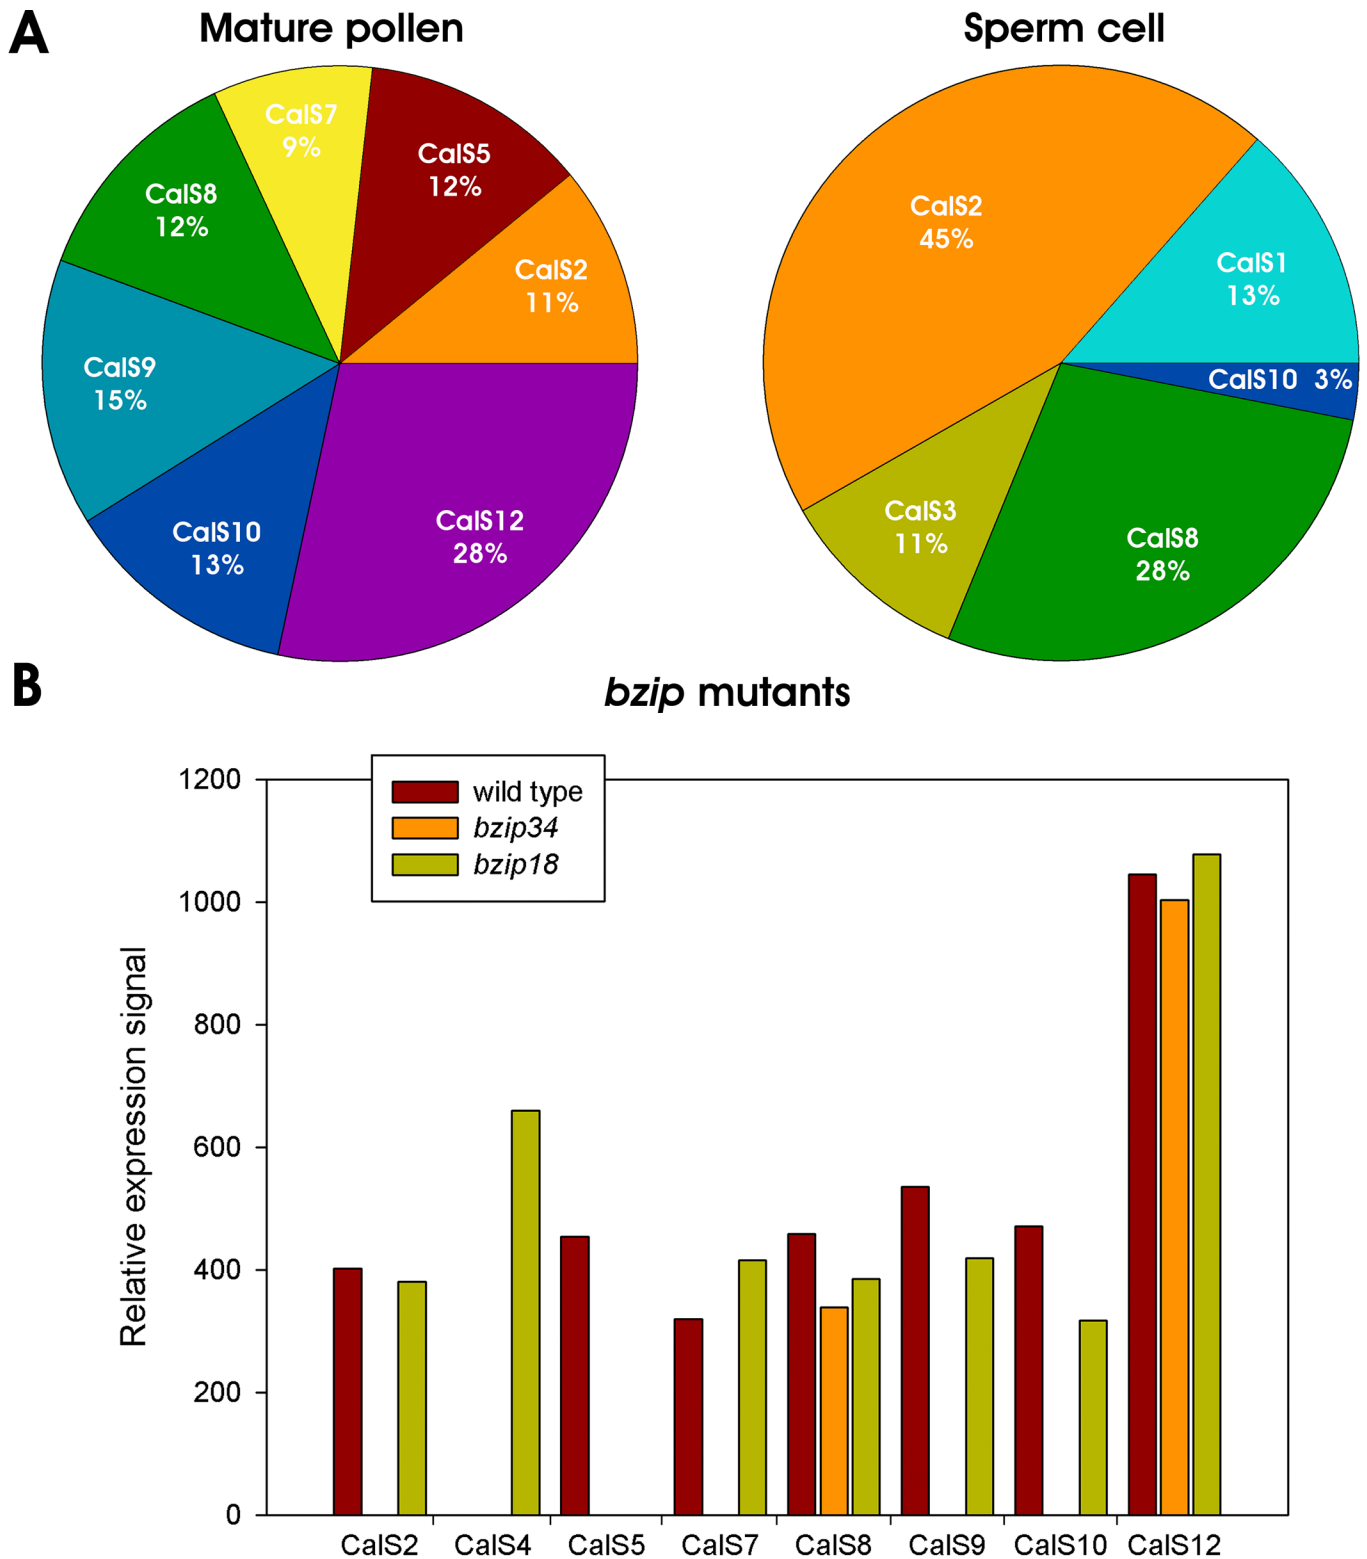 A
Mature pollen
Sperm cell
CalS7
9%
CalS5
12%
CalS8
12%
CalS2
11%
CalS9
15%
CalS10
13%
CalS12
28%
CalS2
45%
CalS1
13%
CalS10 3%
CalS3
11%
CalS8
28%
B
bzip mutants
wild type
bzip34
bzip18
Relative expression signal
1200
1000
800
600
400
200
0
CalS2
CalS4
CalS5
CalS7
CalS8
CalS9
CalS10
CalS12